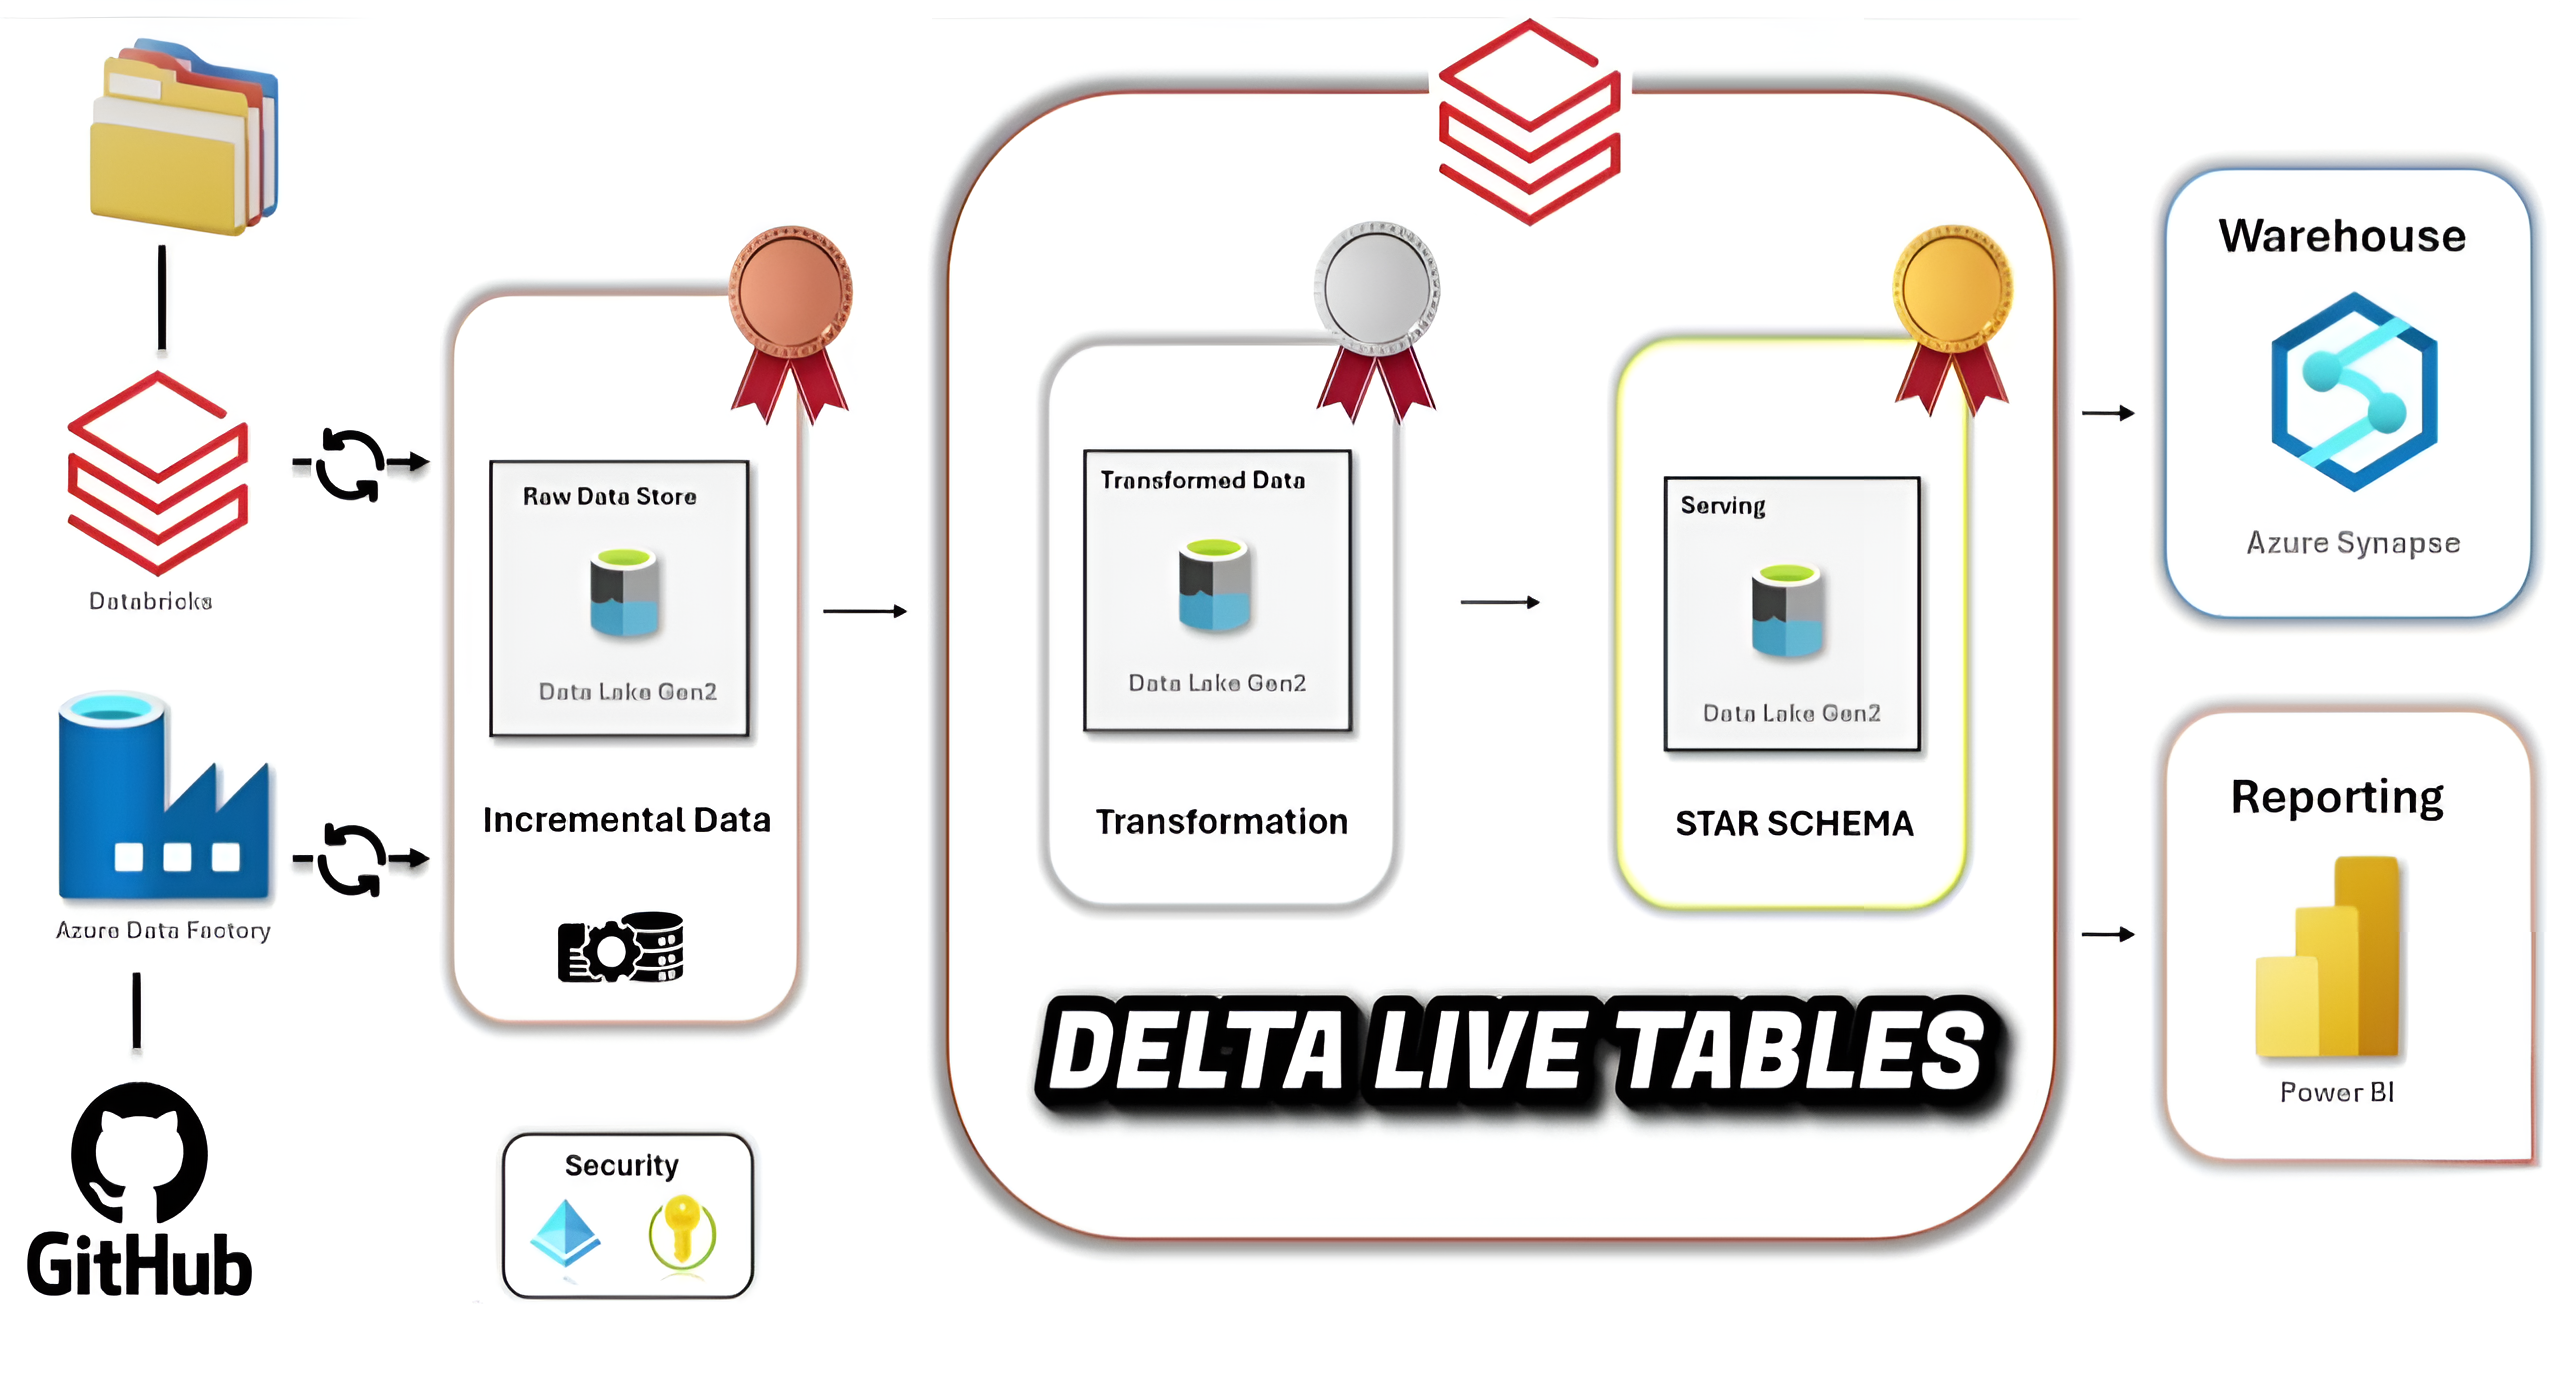 Databricks
Azure Data Factory
GitHub
Raw Data Store
Data Lake Gen2
Incremental Data
Security
Transformed Data
Data Lake Gen2
Transformation
Serving
Data Lake Gen2
STAR SCHEMA
DELTA LIVE TABLES
Warehouse
Azure Synapse
Reporting
Power BI